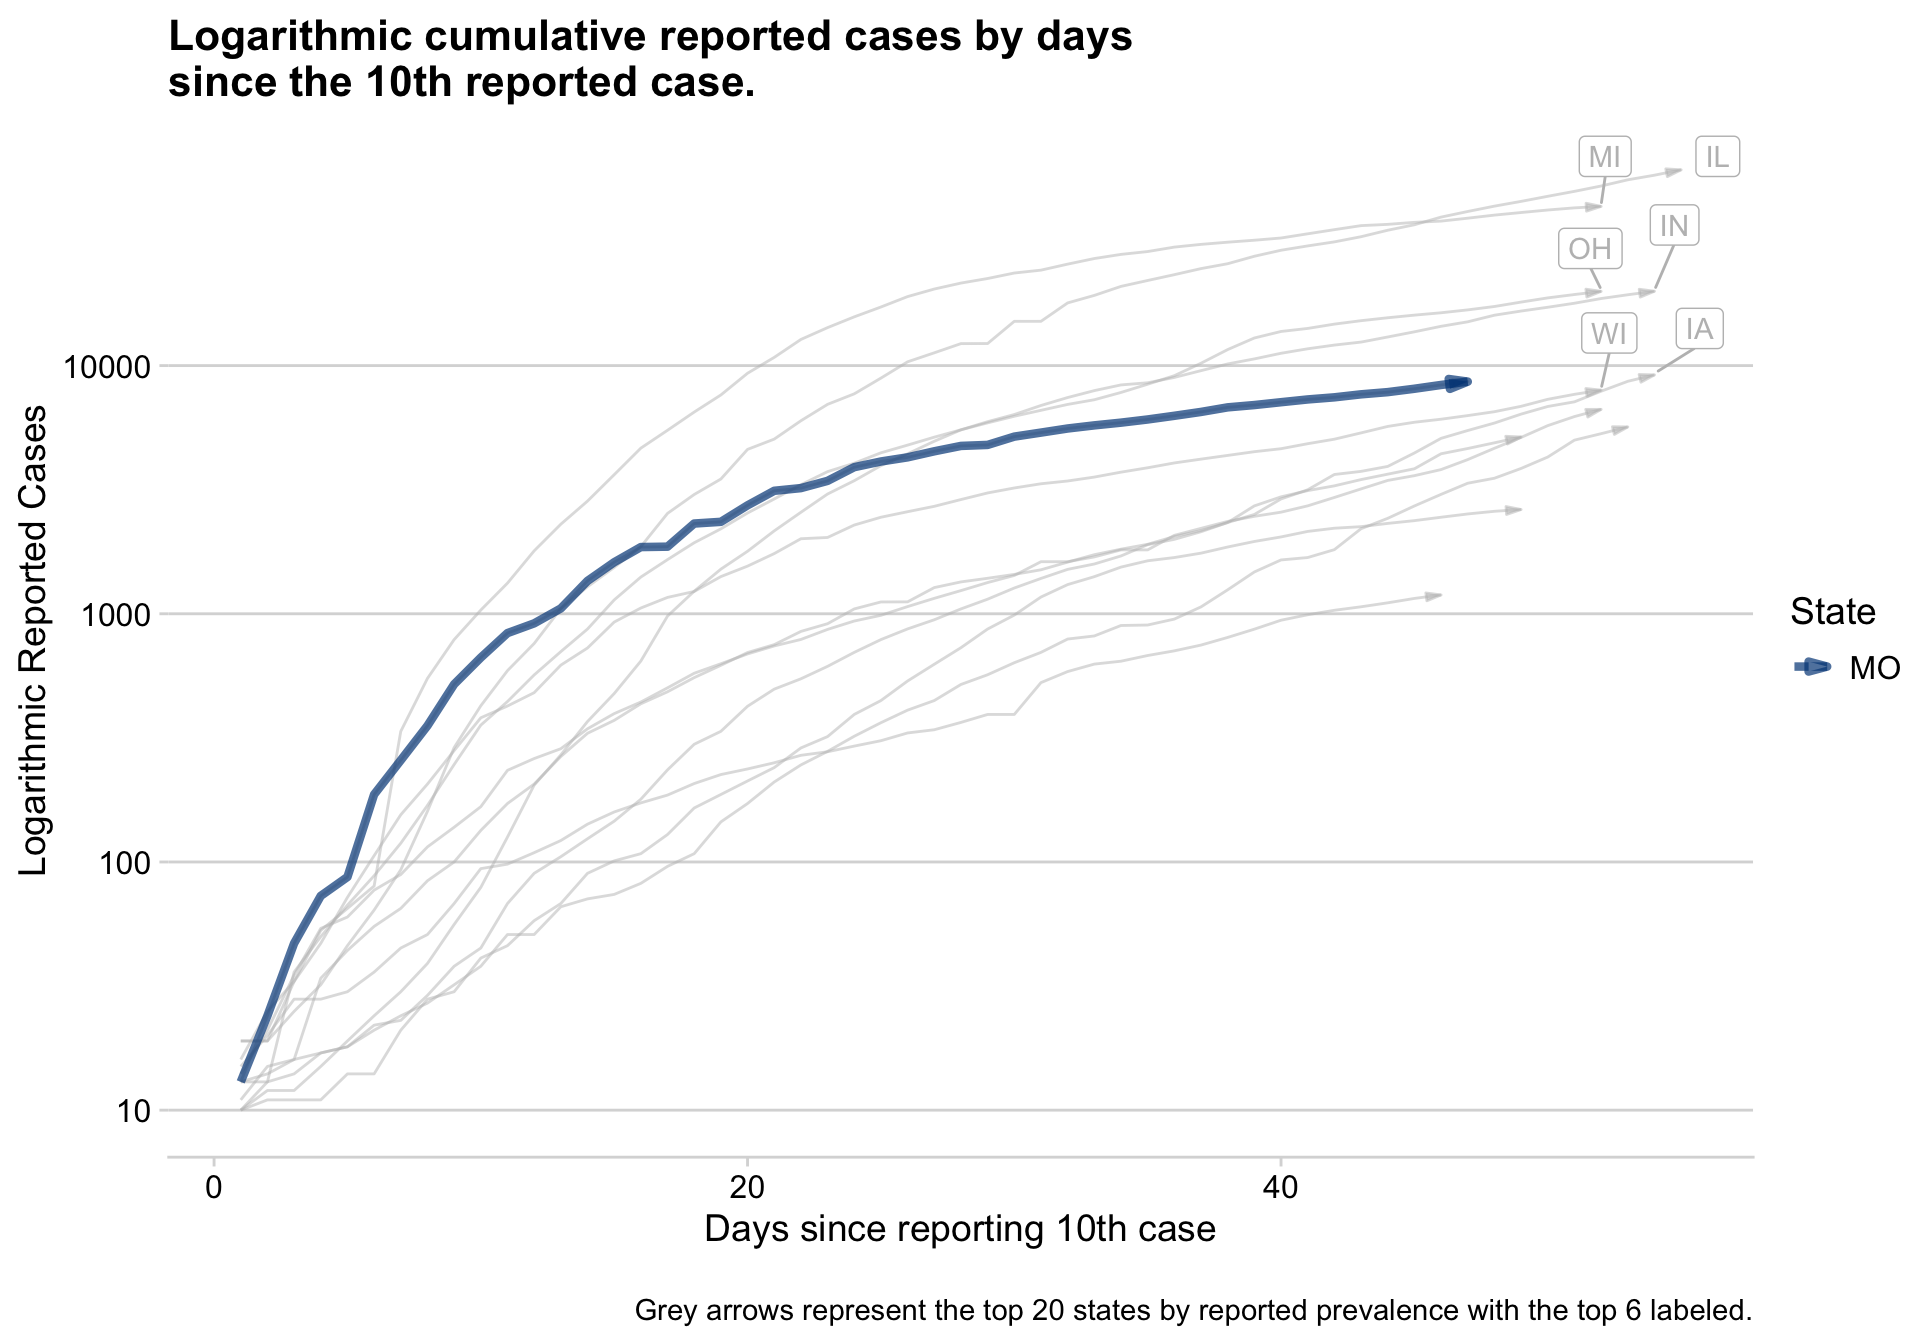 Logarithmic cumulative reported cases by days
since the 10th reported case.
MI
IL
IN
OH
WI
IA
Logarithmic Reported Cases
10000
1000
100
10
State
MO
0
20
40
Days since reporting 10th case
Grey arrows represent the top 20 states by reported prevalence with the top 6 labeled.